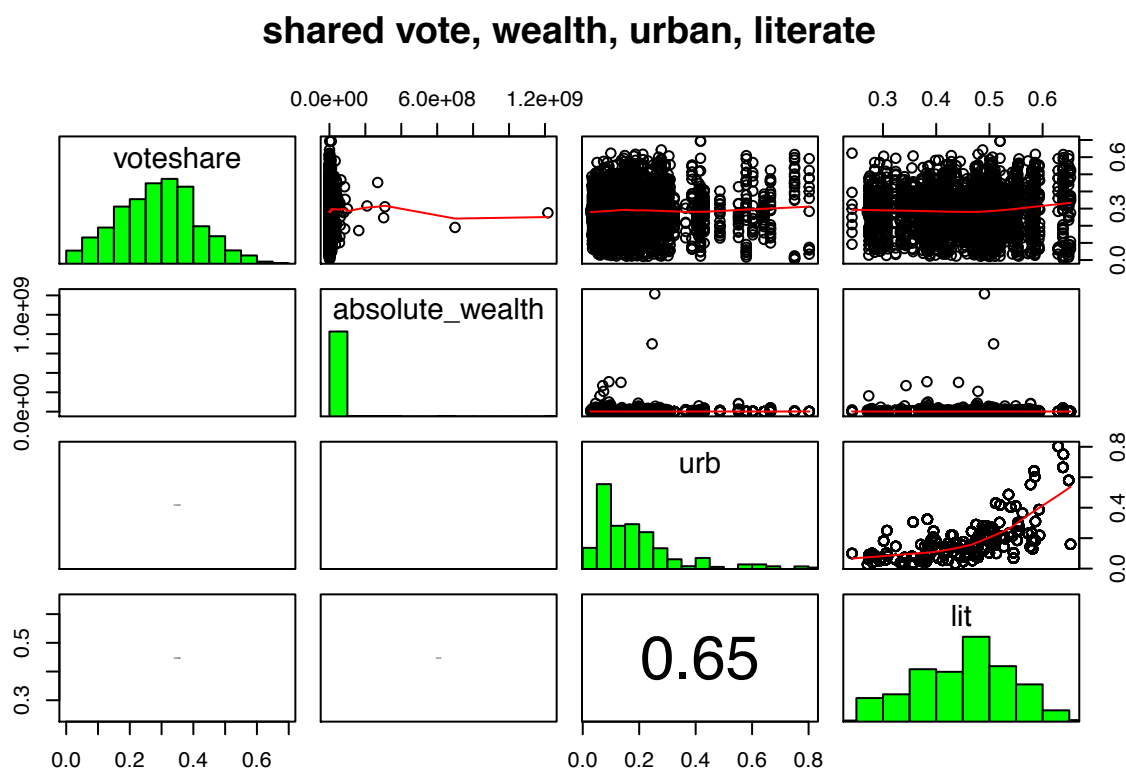 shared vote, wealth, urban, literate
0.0e+00 6.0e+08 1.2e+09
0.3 0.4 0.5 0.6
voteshare
0.0 0.3 0.6
absolute_wealth
0.0e+00 1.0e+09
urb
0.0 0.4 0.8
lit
0.65
0.3 0.5
0.0 0.2 0.4 0.6
0.0 0.2 0.4 0.6 0.8